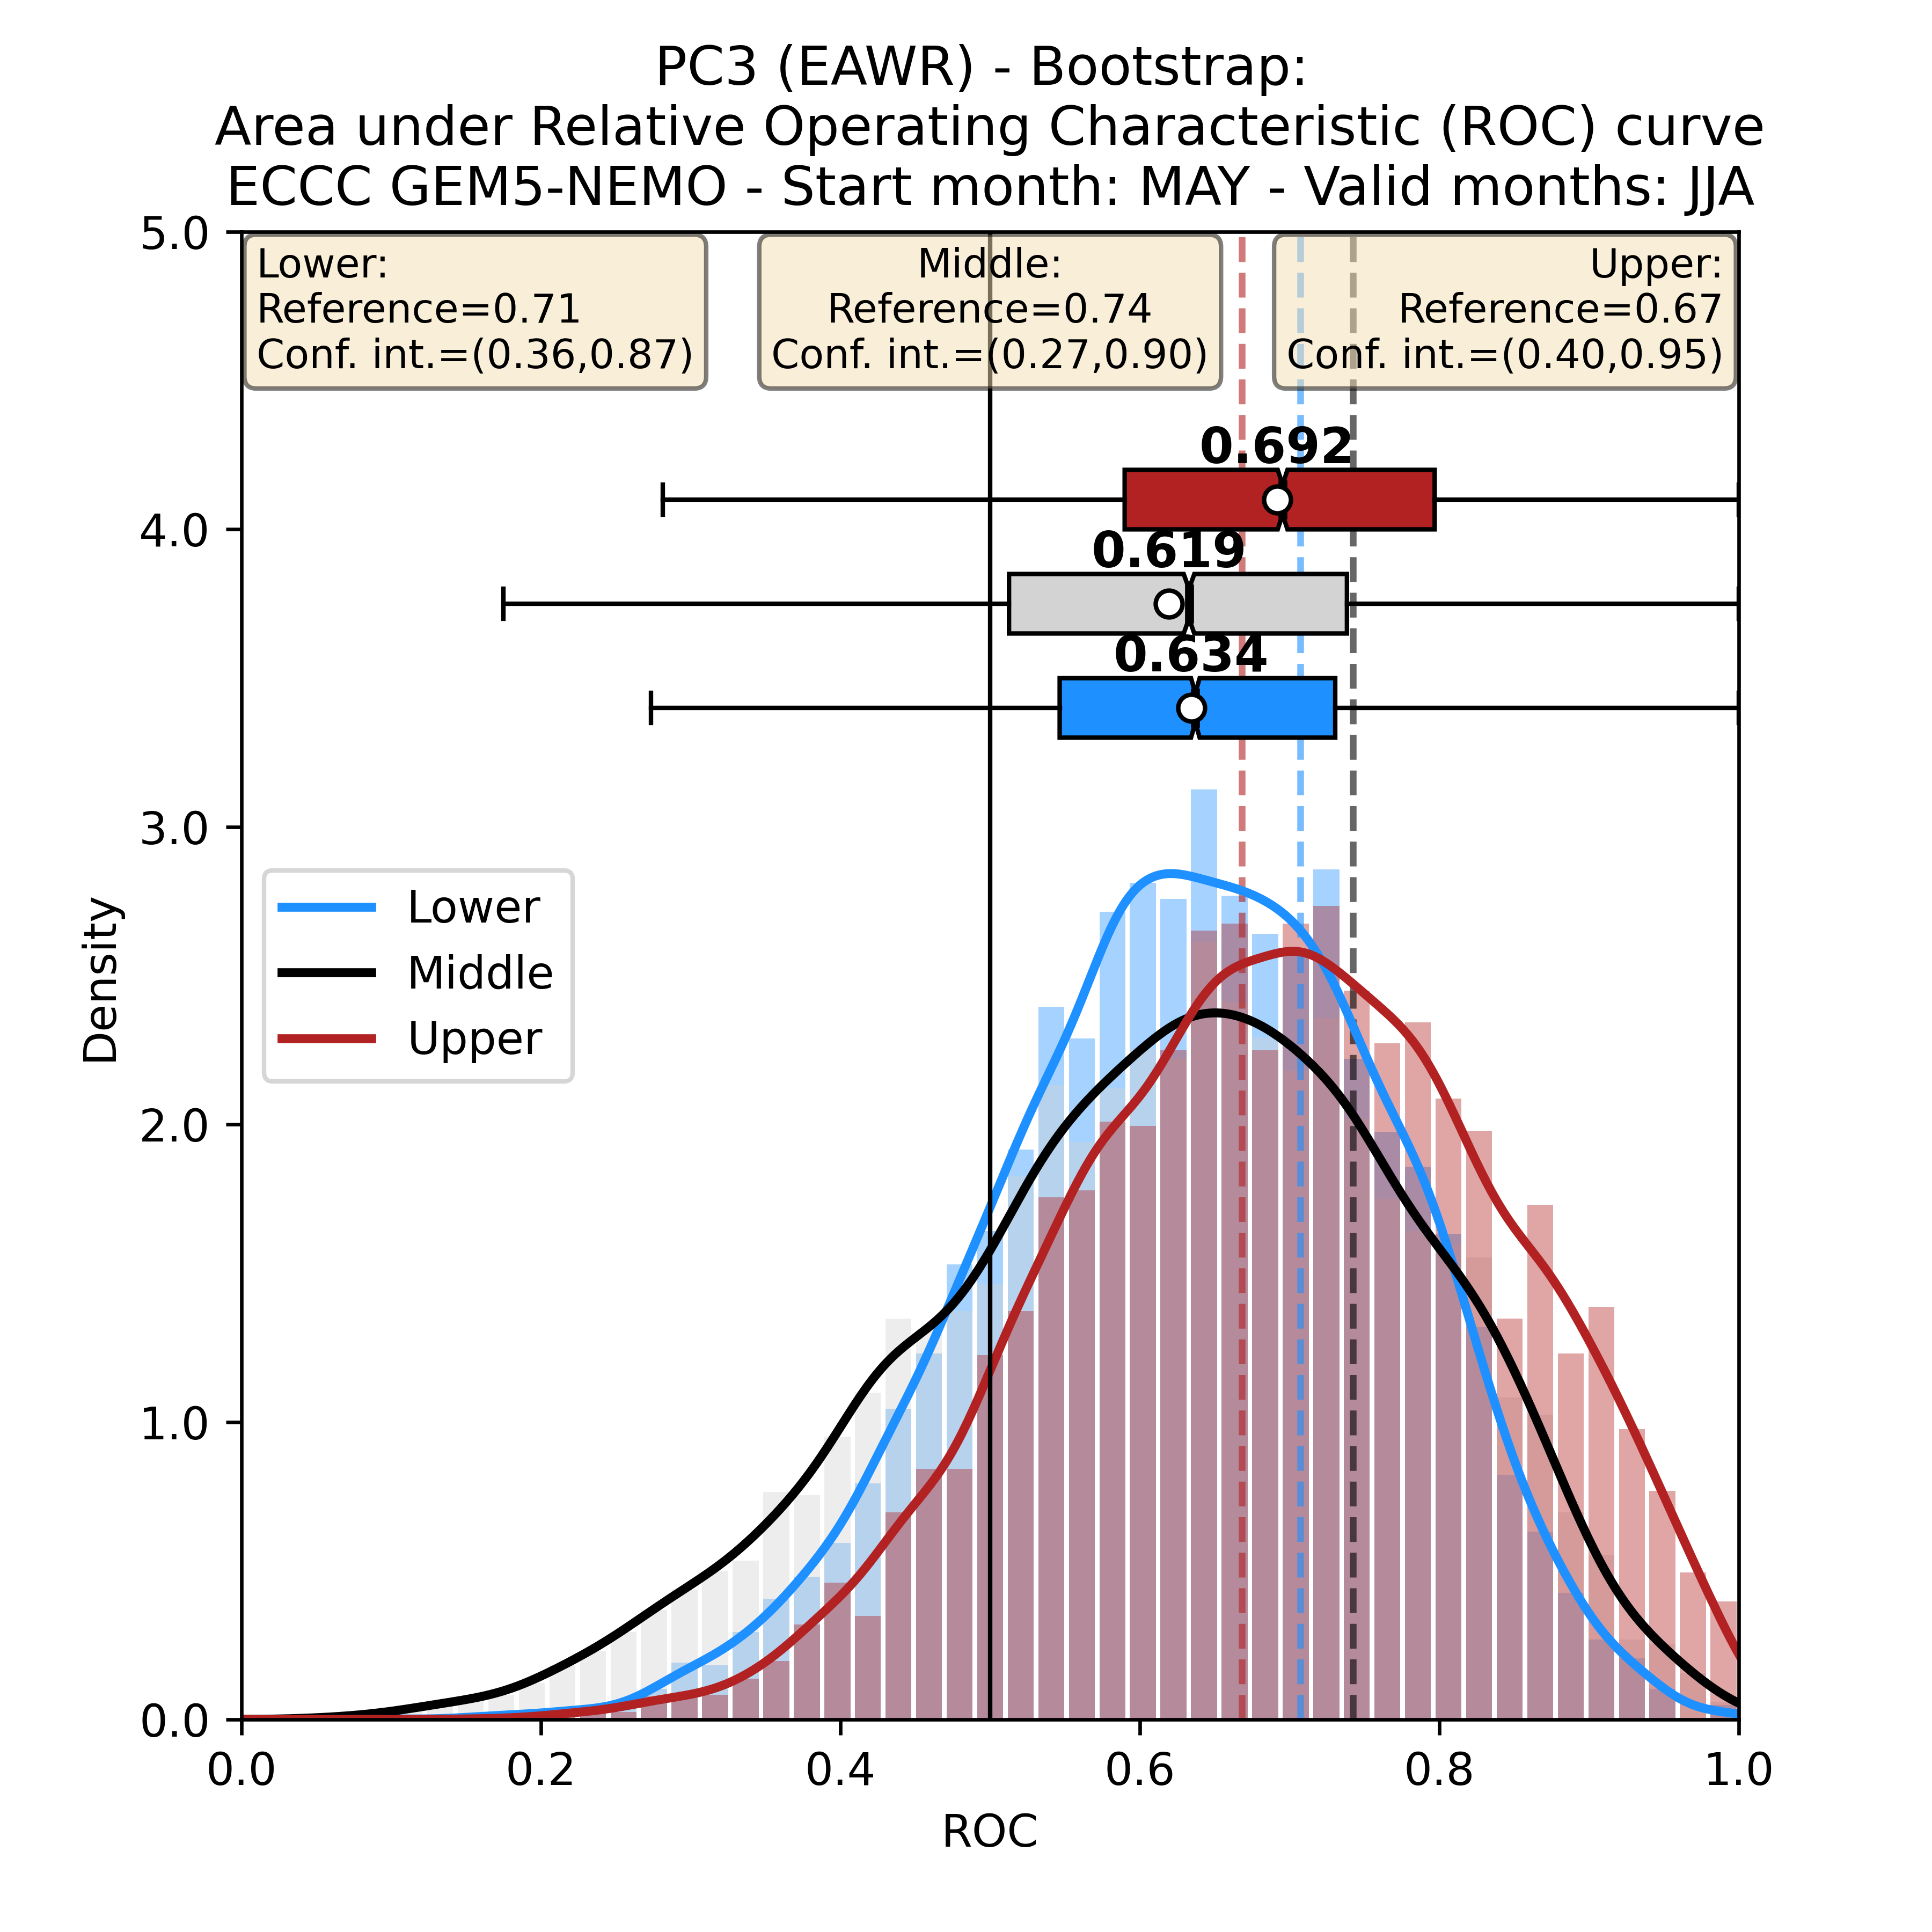 PC3 (EAWR) - Bootstrap:
Area under Relative Operating Characteristic (ROC) curve
ECCC GEM5-NEMO - Start month: MAY - Valid months: JJA
Lower:
Reference=0.71
Conf. int.=(0.36,0.87)
Middle:
Reference=0.74
Conf. int.=(0.27,0.90)
Upper:
Reference=0.67
Conf. int.=(0.40,0.95)
0.692
0.619
0.634
Lower
Middle
Upper
Density
5.0
4.0
3.0
2.0
1.0
0.0
0.0 0.2 0.4 0.6 0.8 1.0
ROC